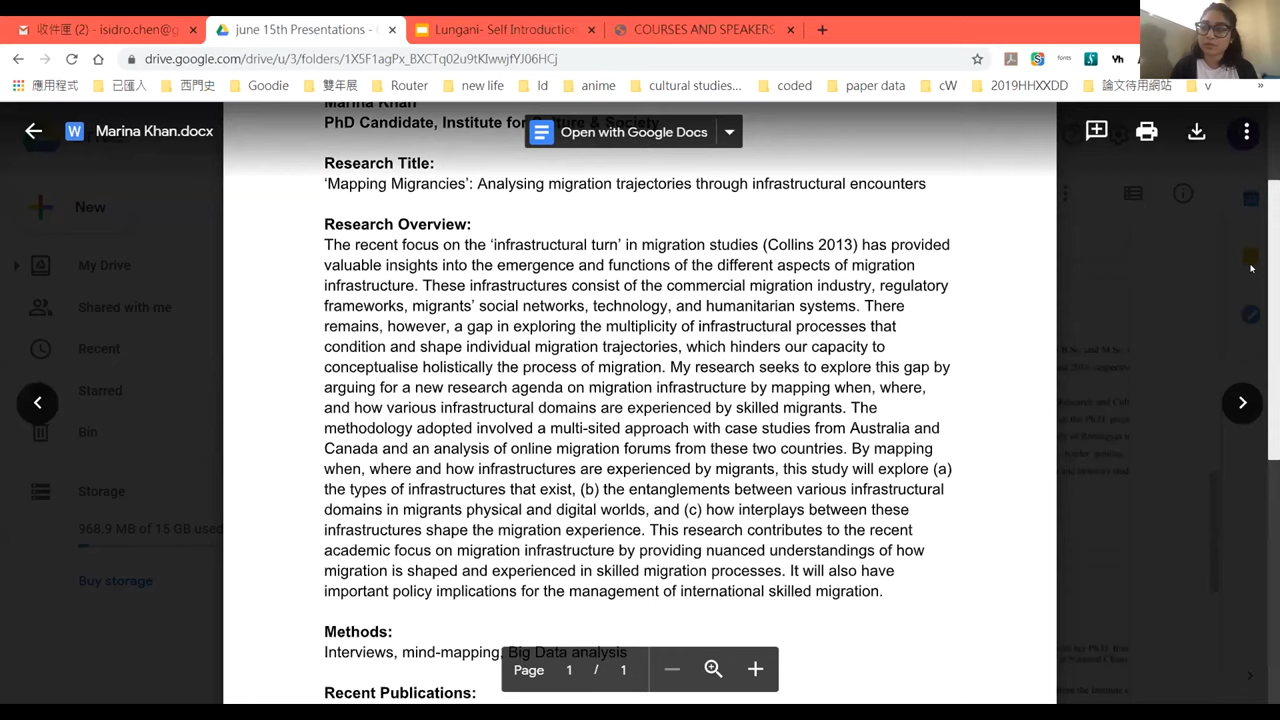 收件匣 (2) - isidro.chen@g
june 15th Presentations -
Lungani- Self Introduction
COURSES AND SPEAKERS
drive.google.com/drive/u/3/folders/1X5F1agPx_BXCTq02u9tKIwwjfYJ06HCj
fonts
Yh
應用程式
已匯入
西門史
Goodie
雙年展
Router
new life
Id
anime
cultural studies...
coded
paper data
cW
2019HHXXDD
論文待用網站
v
»
Marina Khan.docx
Open with Google Docs
Marina Khan
PhD Candidate, Institute for Culture & Society
New
My Drive
Shared with me
Recent
Starred
Bin
Storage
968.9 MB of 15 GB used
Buy storage
Research Title:
‘Mapping Migrancies’: Analysing migration trajectories through infrastructural encounters
Research Overview:
The recent focus on the ‘infrastructural turn’ in migration studies (Collins 2013) has provided
valuable insights into the emergence and functions of the different aspects of migration
infrastructure. These infrastructures consist of the commercial migration industry, regulatory
frameworks, migrants’ social networks, technology, and humanitarian systems. There
remains, however, a gap in exploring the multiplicity of infrastructural processes that
condition and shape individual migration trajectories, which hinders our capacity to
conceptualise holistically the process of migration. My research seeks to explore this gap by
arguing for a new research agenda on migration infrastructure by mapping when, where,
and how various infrastructural domains are experienced by skilled migrants. The
methodology adopted involved a multi-sited approach with case studies from Australia and
Canada and an analysis of online migration forums from these two countries. By mapping
when, where and how infrastructures are experienced by migrants, this study will explore (a)
the types of infrastructures that exist, (b) the entanglements between various infrastructural
domains in migrants physical and digital worlds, and (c) how interplays between these
infrastructures shape the migration experience. This research contributes to the recent
academic focus on migration infrastructure by providing nuanced understandings of how
migration is shaped and experienced in skilled migration processes. It will also have
important policy implications for the management of international skilled migration.
Methods:
Interviews, mind-mapping, Big Data analysis
Page 1 / 1
Recent Publications: